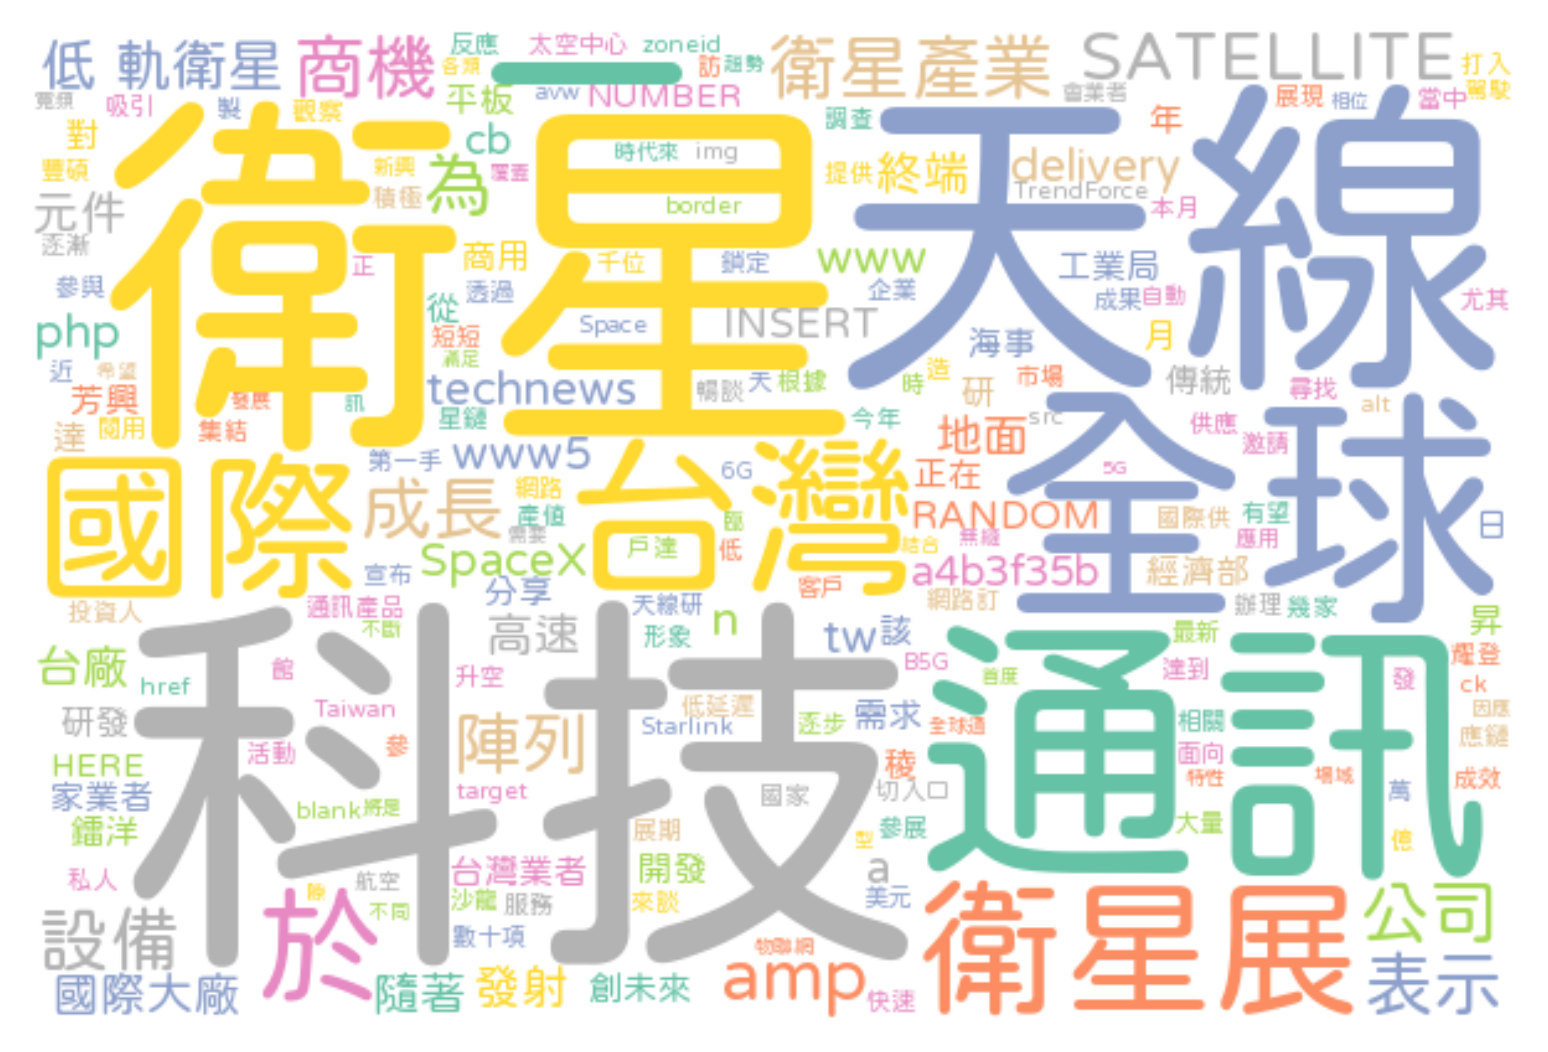 低 軌衛星
商機
反應
太空中心
zoneid
各類
一
訪
趨勢
衛星產業
SATELLITE
打入
駕駛
寬頻
吸引
製
觀察
平板
avw
NUMBER
會業者
展現
相位
當中
對
cb
調查
年
豐碩
衛星
新興
覆蓋
時代來
img
天線
提供
終端
delivery
TrendForce
元件
積極
為
border
本月
逐漸
正
商用
千位
鎖定
www
工業局
參與
透過
企業
成果
自動
尤其
php
從
短短
Space
INSERT
海事
月
近
希望
滿足
technews
暢談
天
根據
時
造
研
市場
傳統
尋找
芳興
發展
訊
星鏈
今年
src
alt
閱用
達
集結
地面
全球
供應
邀請
國際
第一手
www5
台灣
6G
正在
5G
成長
網路
產值
需要
RANDOM
國際供
有望
日
SpaceX
戶達
低
結合
無縫
應用
宣布
客戶
a4b3f35b
經濟部
投資人
通訊產品
分享
天線研
網路訂
辦理
幾家
不斷
高速
形象
n
tw
該
通訊
最新
昇
台廠
科技
館
升空
B5G
首度
達到
耀登
href
發
ck
研發
Taiwan
陣列
低延遲
Starlink
逐步
需求
全球通
相關
因應
應鏈
HERE
活動
參
稜
面向
家業者
target
國家
切入口
特性
場域
萬
成效
blank
將是
鐳洋
展期
型
參展
大量
億
私人
航空
台灣業者
開發
a
設備
於
不同
沙龍
服務
來談
美元
衛星展
公司
數十項
物聯網
國際大廠
隨著
發射
創未來
amp
快速
表示